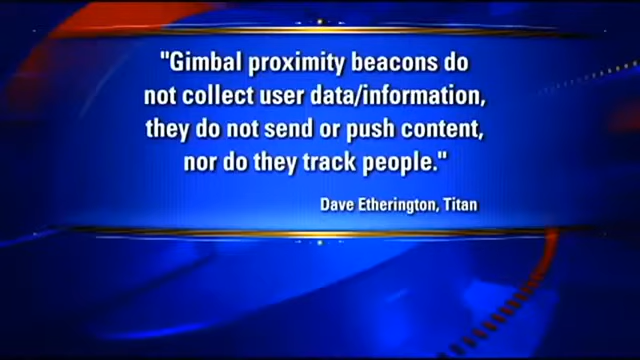 "Gimbal proximity beacons do
not collect user data/information,
they do not send or push content,
nor do they track people."
Dave Etherington, Titan